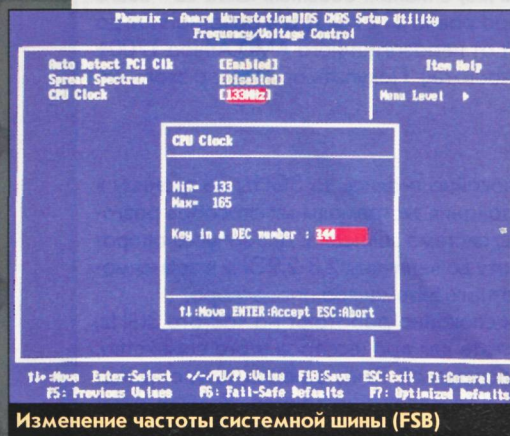 Phoenix - Award WorkstationBIOS CMOS Setup Utility
Frequency/Voltage Control
Auto Detect PCI Clk [Enabled]
Spread Spectrum [Disabled]
CPU Clock [133MHz]
Item Help
Menu Level ▶
CPU Clock
Min= 133
Max= 165
Key in a DEC number : 144
↑↓:Move ENTER:Accept ESC:Abort
↑↓→←:Move Enter:Select +/-/PU/PD:Value F10:Save ESC:Exit F1:General He
F5: Previous Values F6: Fail-Safe Defaults F7: Optimized Defaults
Изменение частоты системной шины (FSB)